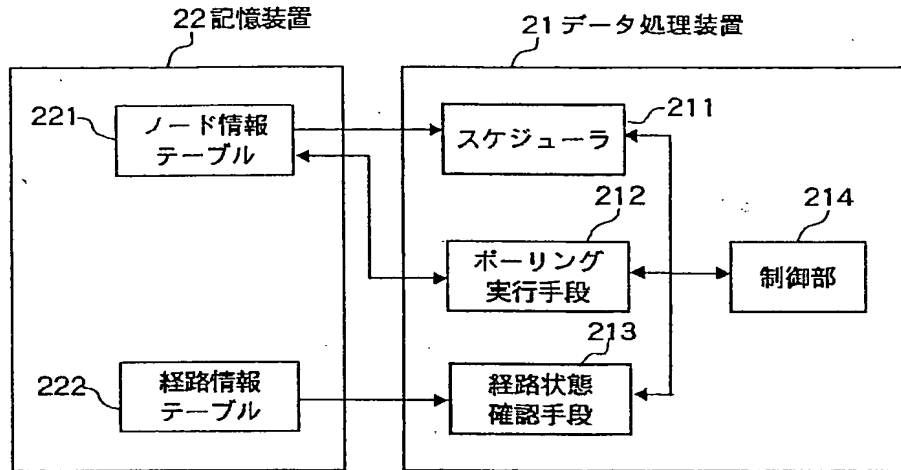 22 記憶装置
21 データ処理装置
221
ノード情報
テーブル
211
スケジューラ
212
ポーリング
実行手段
214
制御部
213
222
経路情報
テーブル
経路状態
確認手段